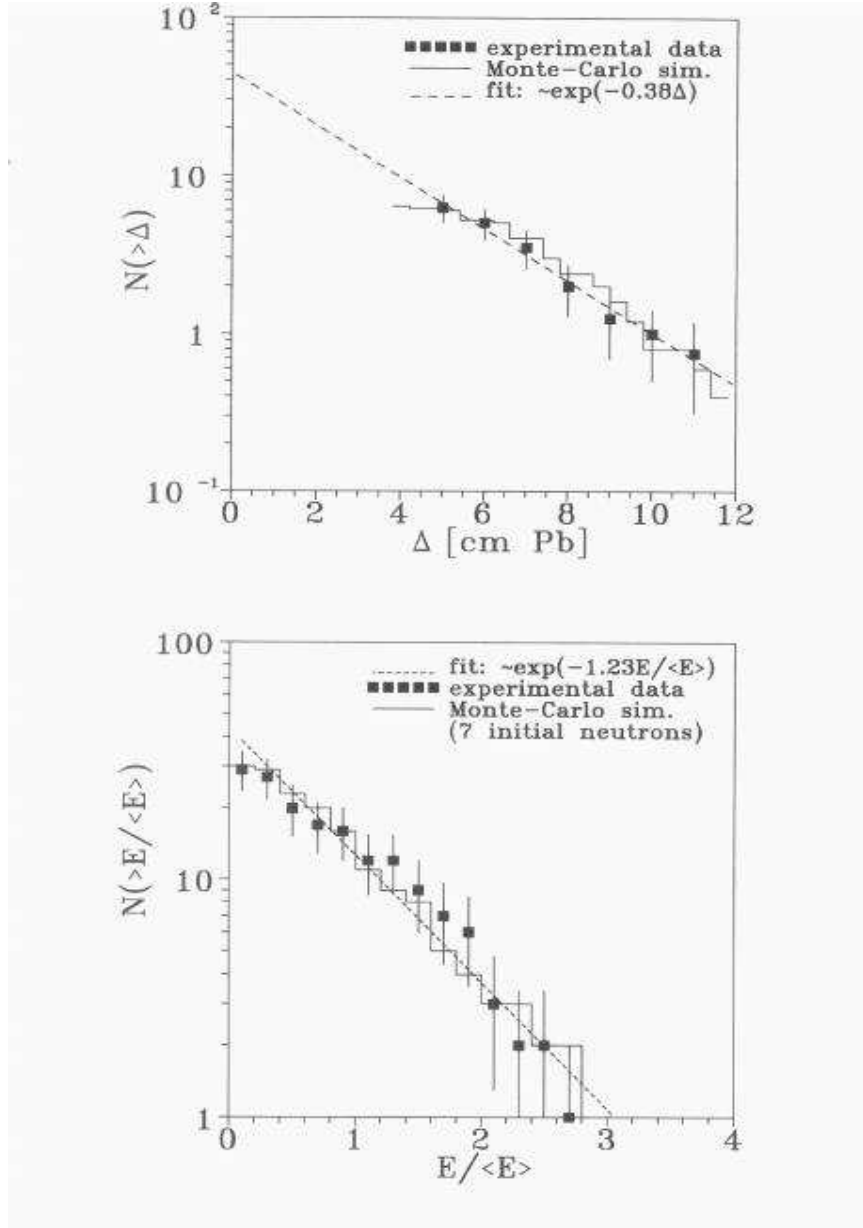 10 2
experimental data
Monte-Carlo sim.
fit: ~exp(-0.38Δ)
10
N(>Δ)
1
10 -1
0 2 4 6 8 10 12
Δ [cm Pb]
100
fit: ~exp(-1.23E/<E>)
experimental data
Monte-Carlo sim.
(7 initial neutrons)
N(>E/<E>)
10
1
0 1 2 3 4
E/<E>